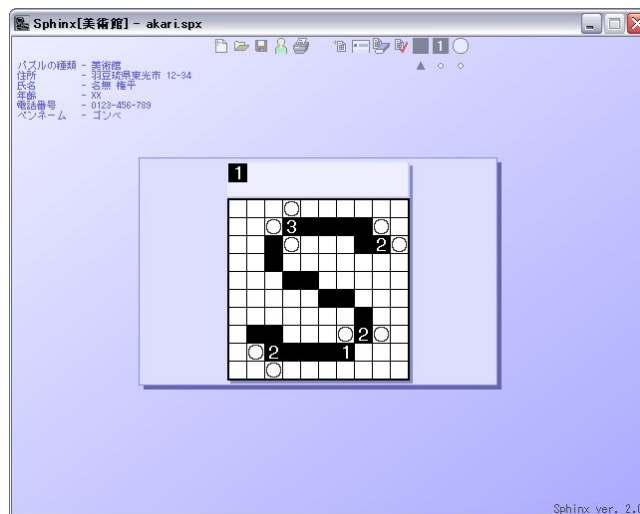 Sphinx[美術館] - akari.spx
1
パズルの種類 - 美術館
住所 - 羽豆琉県東光市 12-34
氏名 - 名無 権平
年齢 - XX
電話番号 - 0123-456-789
ペンネーム - ゴンベ
1
3
2
2
2 1
Sphinx ver. 2.0